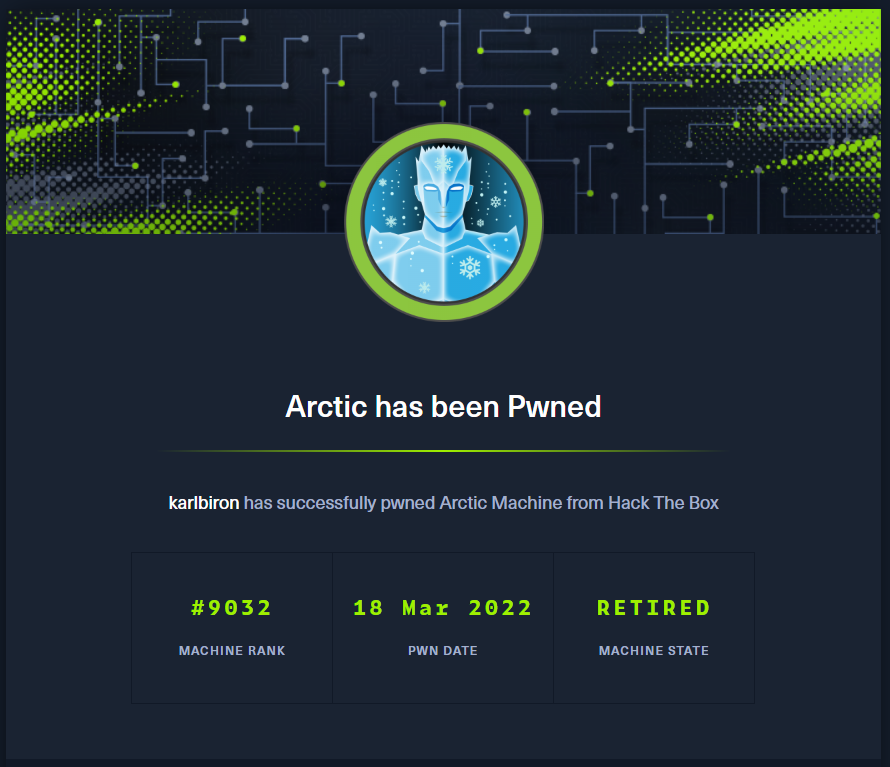 Arctic has been Pwned
karlbiron has successfully pwned Arctic Machine from Hack The Box
#9032
18 Mar 2022
RETIRED
MACHINE RANK
PWN DATE
MACHINE STATE